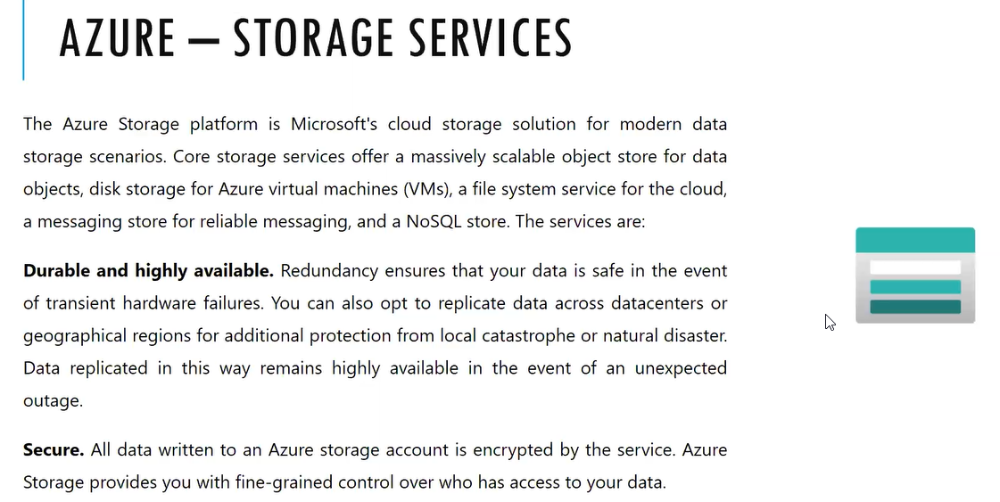 AZURE – STORAGE SERVICES
The Azure Storage platform is Microsoft's cloud storage solution for modern data
storage scenarios. Core storage services offer a massively scalable object store for data
objects, disk storage for Azure virtual machines (VMs), a file system service for the cloud,
a messaging store for reliable messaging, and a NoSQL store. The services are:
Durable and highly available. Redundancy ensures that your data is safe in the event
of transient hardware failures. You can also opt to replicate data across datacenters or
geographical regions for additional protection from local catastrophe or natural disaster.
Data replicated in this way remains highly available in the event of an unexpected
outage.
Secure. All data written to an Azure storage account is encrypted by the service. Azure
Storage provides you with fine-grained control over who has access to your data.